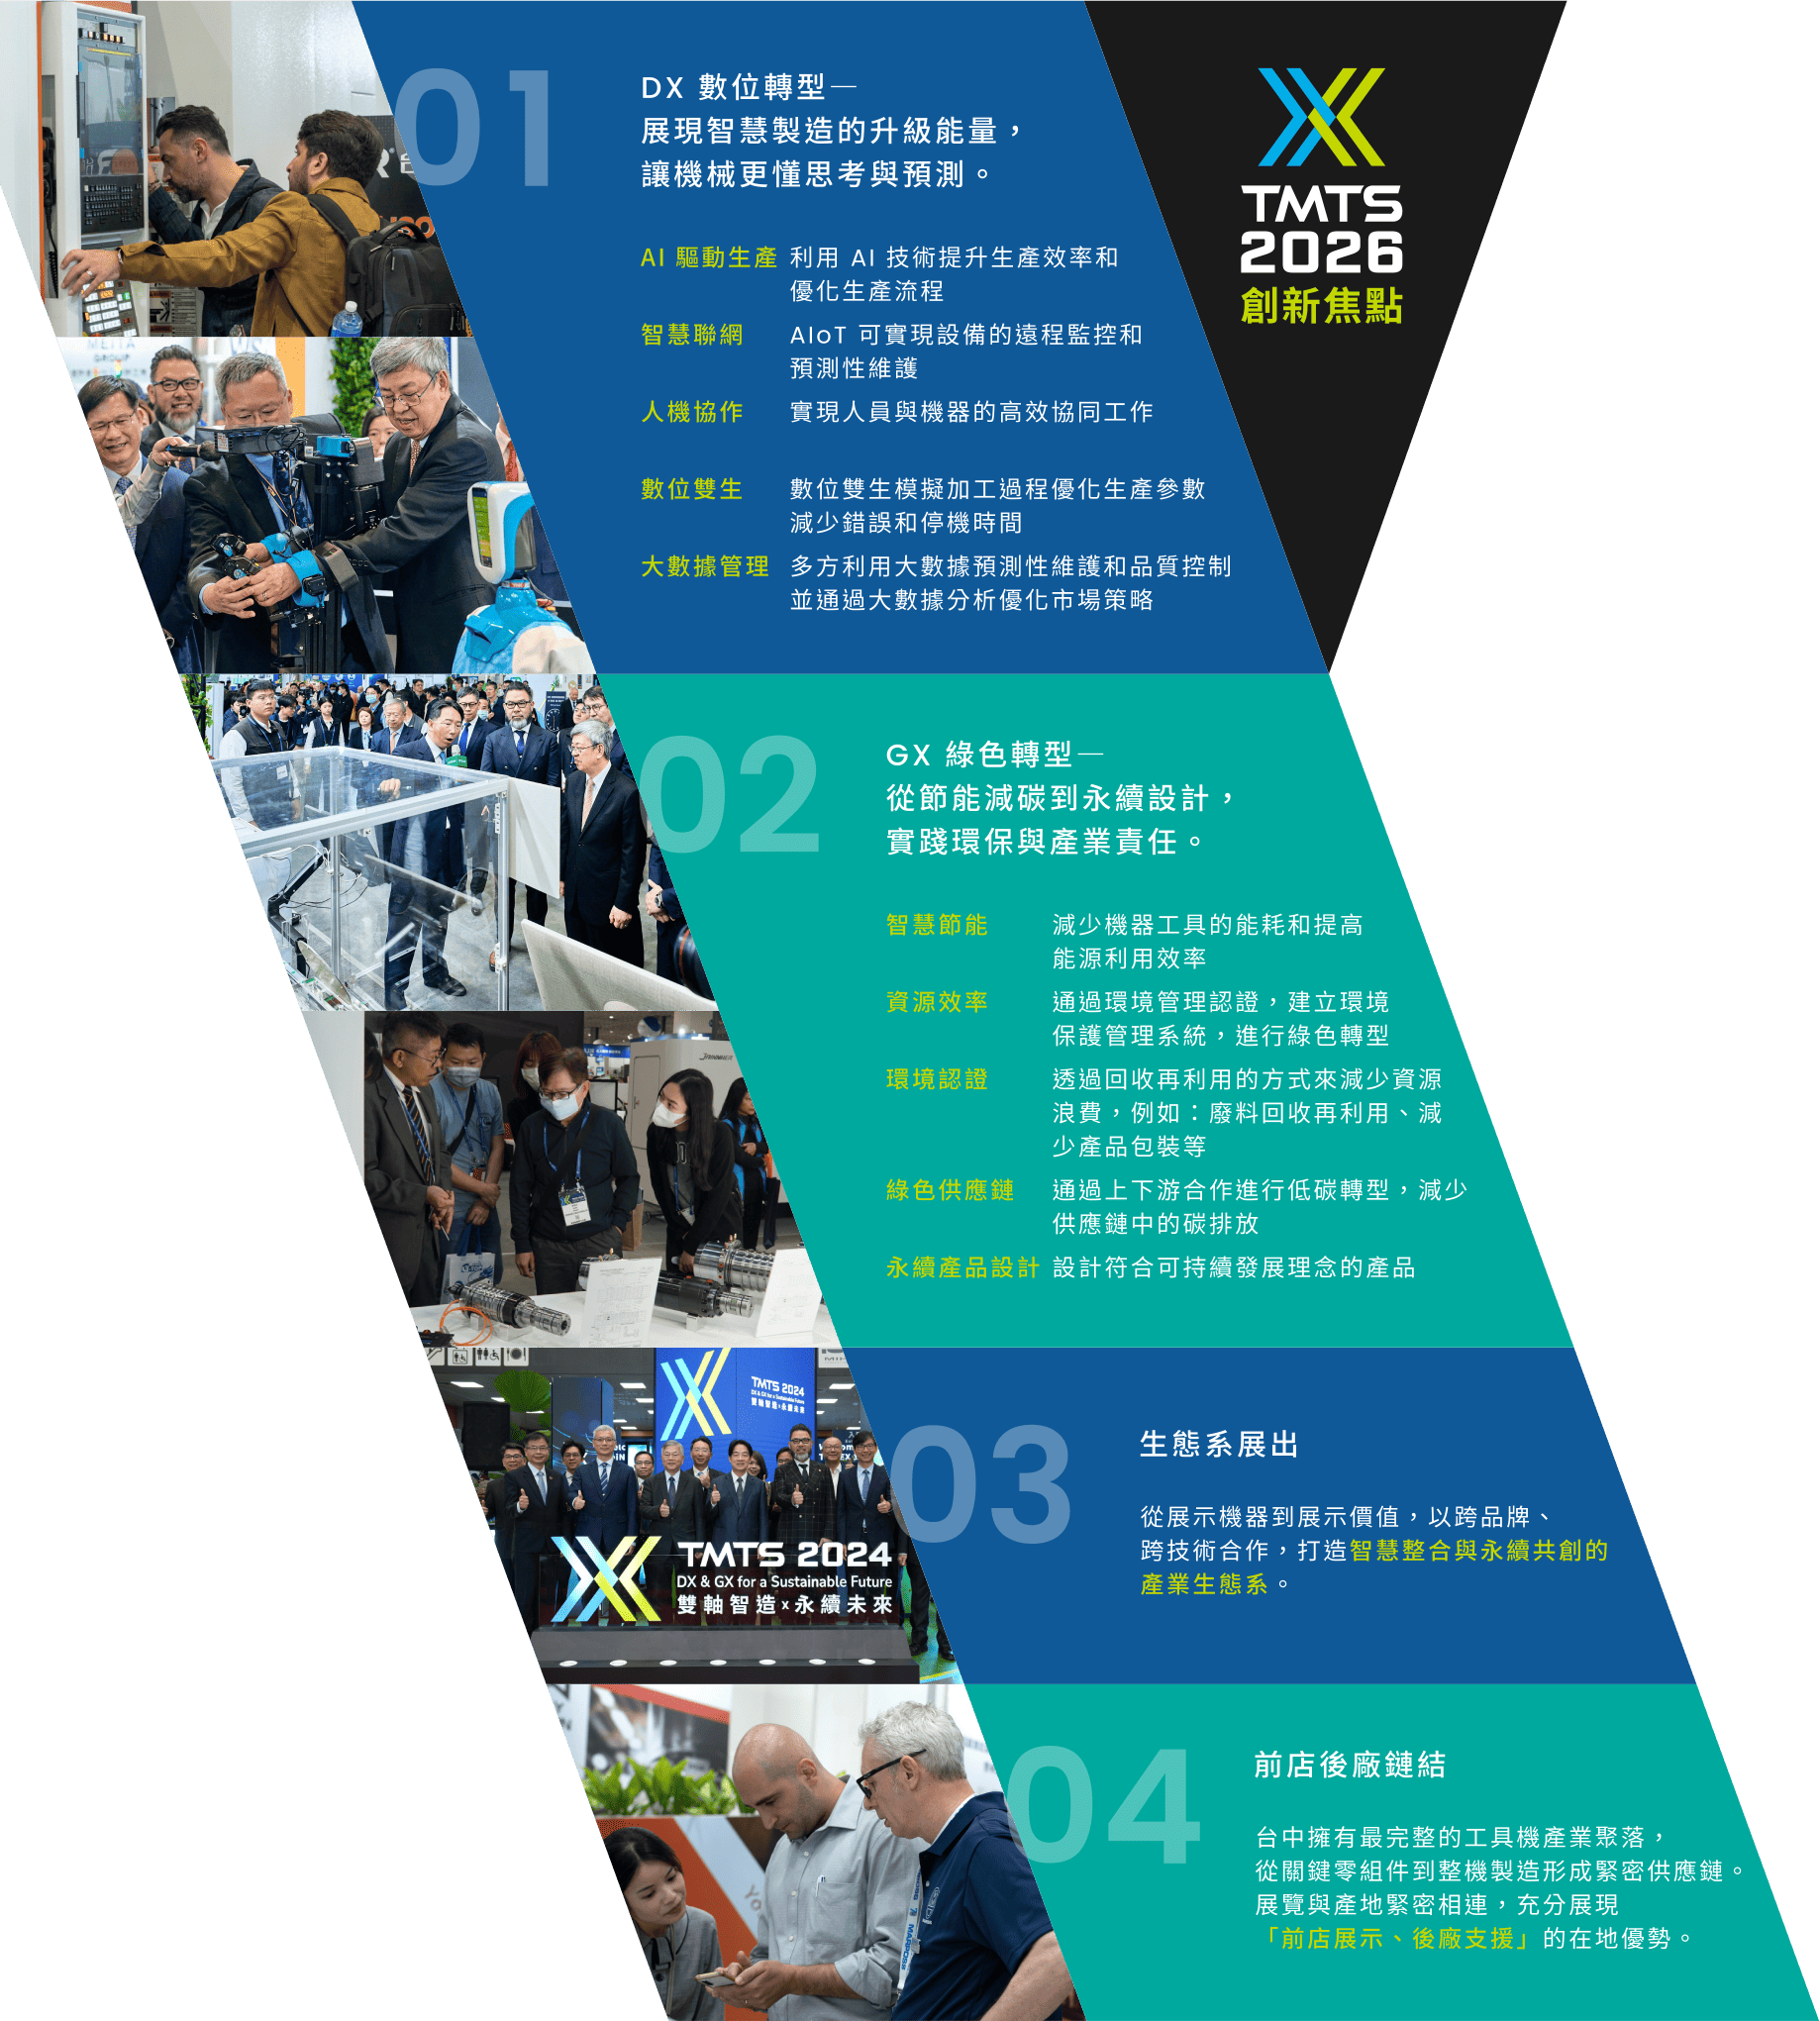 TMTS
2026
創新焦點
01
DX 數位轉型—
展現智慧製造的升級能量，
讓機械更懂思考與預測。
AI 驅動生產 利用 AI 技術提升生產效率和
優化生產流程
智慧聯網 AIoT 可實現設備的遠程監控和
預測性維護
人機協作 實現人員與機器的高效協同工作
數位雙生 數位雙生模擬加工過程優化生產參數
減少錯誤和停機時間
大數據管理 多方利用大數據預測性維護和品質控制
並通過大數據分析優化市場策略
MEITA
GROUP
02
GX 綠色轉型—
從節能減碳到永續設計，
實踐環保與產業責任。
智慧節能 減少機器工具的能耗和提高
能源利用效率
資源效率 通過環境管理認證，建立環境
保護管理系統，進行綠色轉型
環境認證 透過回收再利用的方式來減少資源
浪費，例如：廢料回收再利用、減
少產品包裝等
綠色供應鏈 通過上下游合作進行低碳轉型，減少
供應鏈中的碳排放
永續產品設計 設計符合可持續發展理念的產品
TMTS 2024
DX & GX for a Sustainable Future
雙軸智造×永續未來
TMTS 2024
DX & GX for a Sustainable Future
雙軸智造×永續未來
03
生態系展出
從展示機器到展示價值，以跨品牌、
跨技術合作，打造智慧整合與永續共創的
產業生態系。
04
前店後廠鏈結
台中擁有最完整的工具機產業聚落，
從關鍵零組件到整機製造形成緊密供應鏈。
展覽與產地緊密相連，充分展現
「前店展示、後廠支援」的在地優勢。
MARPOSS